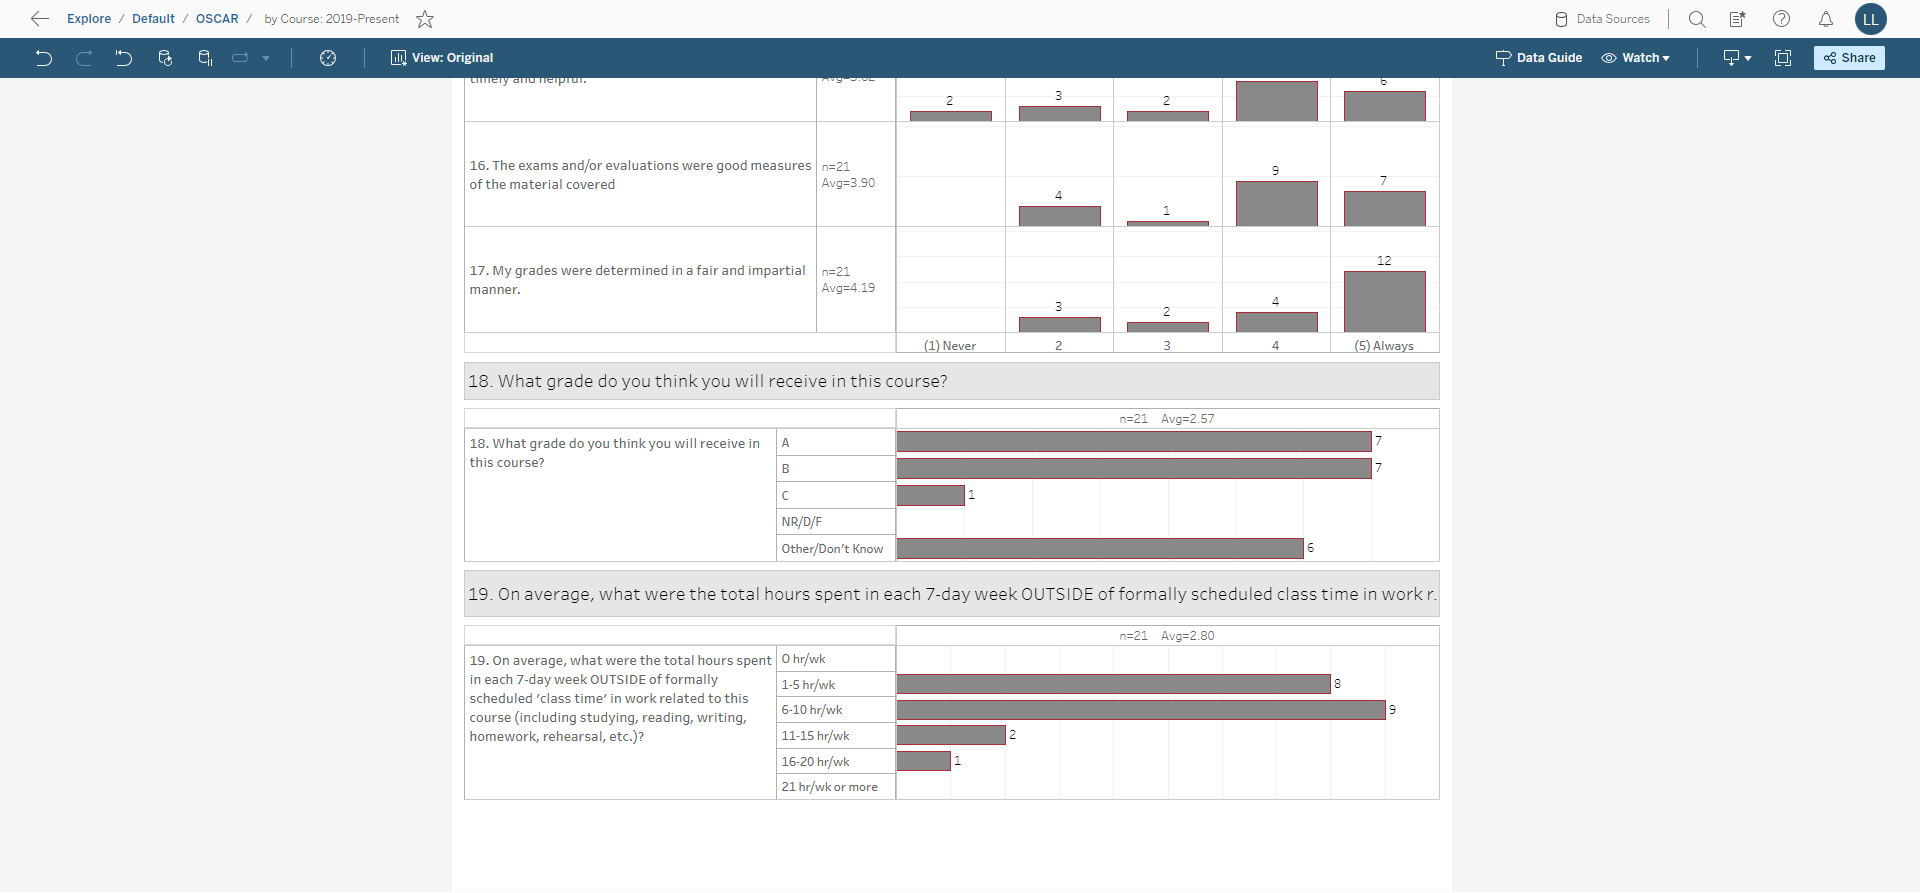 Explore / Default / OSCAR / by Course: 2019-Present
Data Sources
LL
View: Original
Data Guide
Watch
Share
timely and helpful.
Avg=3.62
2
3
2
6
16. The exams and/or evaluations were good measures
of the material covered
n=21
Avg=3.90
4
1
9
7
17. My grades were determined in a fair and impartial
manner.
n=21
Avg=4.19
3
2
4
12
(1) Never
2
3
4
(5) Always
18. What grade do you think you will receive in this course?
n=21 Avg=2.57
18. What grade do you think you will receive in
this course?
A
7
B
7
C
1
NR/D/F
Other/Don't Know
6
19. On average, what were the total hours spent in each 7-day week OUTSIDE of formally scheduled class time in work r.
n=21 Avg=2.80
19. On average, what were the total hours spent
in each 7-day week OUTSIDE of formally
scheduled ‘class time’ in work related to this
course (including studying, reading, writing,
homework, rehearsal, etc.)?
0 hr/wk
1-5 hr/wk
8
6-10 hr/wk
9
11-15 hr/wk
2
16-20 hr/wk
1
21 hr/wk or more